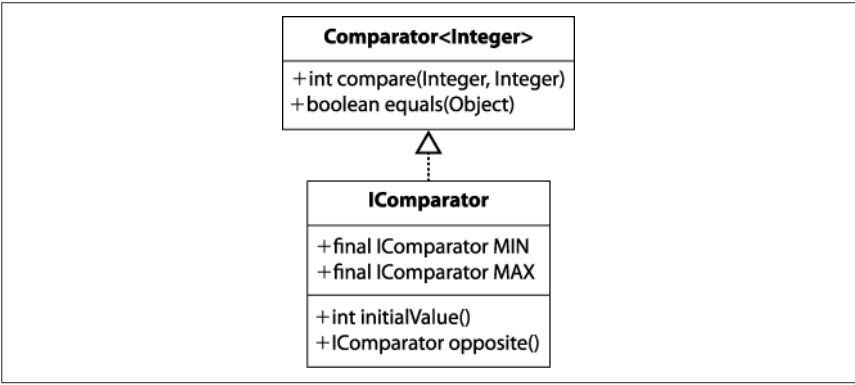 Comparator<Integer>
+int compare(Integer, Integer)
+boolean equals(Object)
IComparator
+final IComparator MIN
+final IComparator MAX
+int initialValue()
+IComparator opposite()